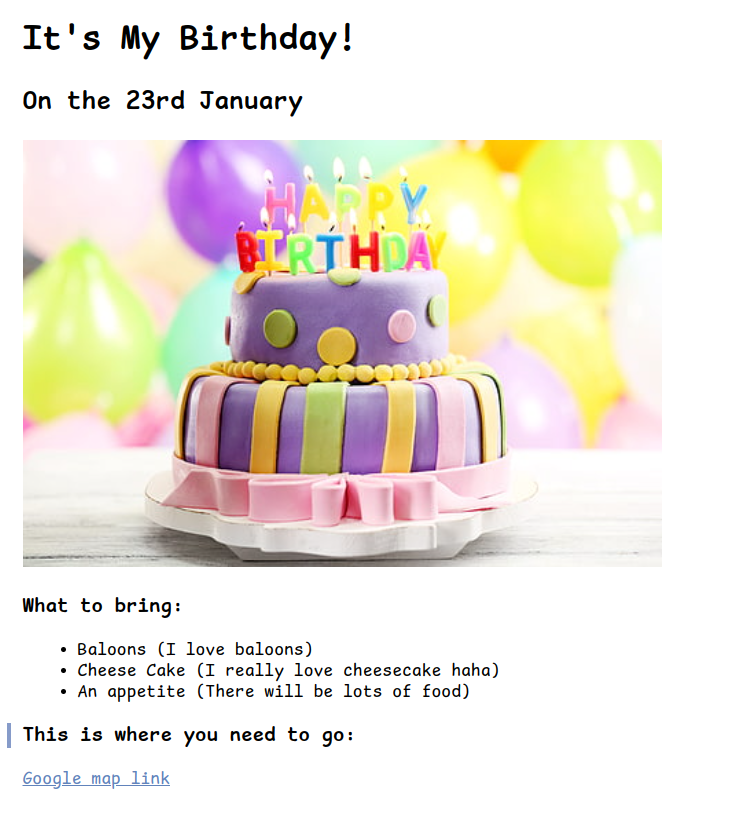 It's My Birthday!
On the 23rd January
HAPPY
BIRTHDAY
What to bring:
• Baloons (I love baloons)
• Cheese Cake (I really love cheesecake haha)
• An appetite (There will be lots of food)
This is where you need to go:
Google map link